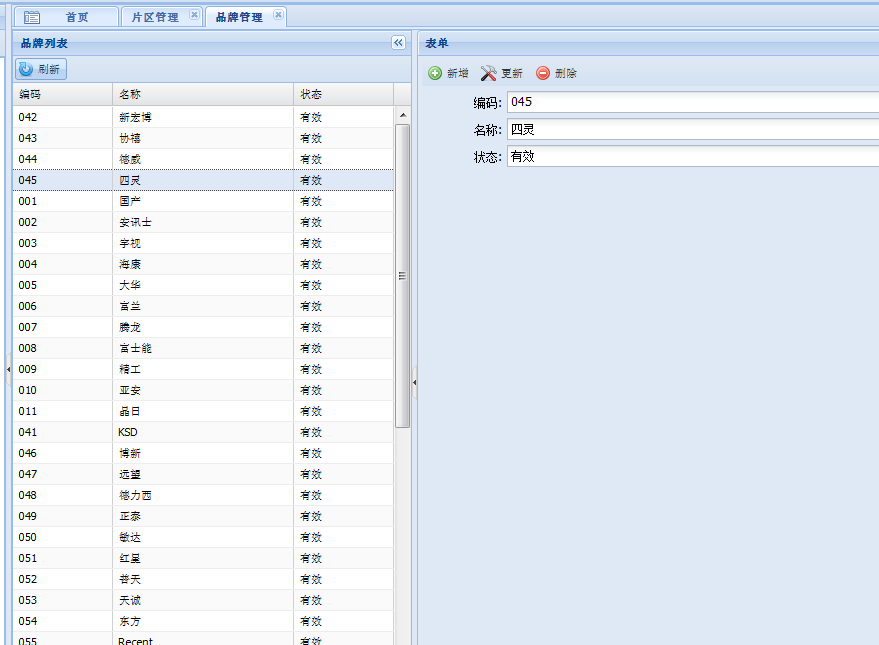 首页 片区管理 品牌管理
品牌列表
刷新
编码 名称 状态
042 新宏博 有效
043 协禧 有效
044 德威 有效
045 四灵 有效
001 国产 有效
002 安讯士 有效
003 宇视 有效
004 海康 有效
005 大华 有效
006 富兰 有效
007 腾龙 有效
008 富士能 有效
009 精工 有效
010 亚安 有效
011 晶日 有效
041 KSD 有效
046 博新 有效
047 远望 有效
048 德力西 有效
049 正泰 有效
050 敏达 有效
051 红星 有效
052 普天 有效
053 天诚 有效
054 东方 有效
055 Recent 有效
表单
新增 更新 删除
编码: 045
名称: 四灵
状态: 有效